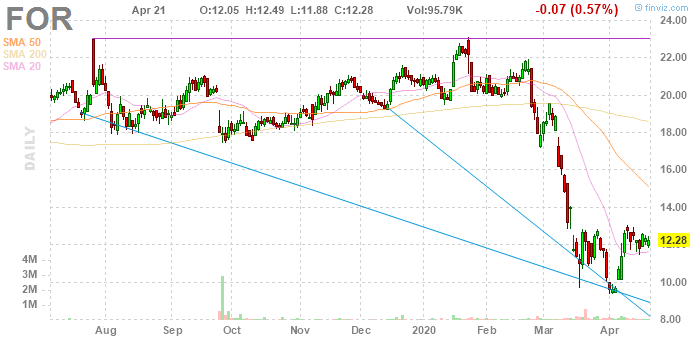 FOR Apr 21 O:12.05 H:12.49 L:11.88 C:12.28 Vol:95.79K -0.07 (0.57%)
© finviz.com
SMA 50
SMA 200
SMA 20
DAILY
24.00
22.00
20.00
18.00
16.00
14.00
12.28
10.00
8.00
4M
3M
2M
1M
Aug Sep Oct Nov Dec 2020 Feb Mar Apr